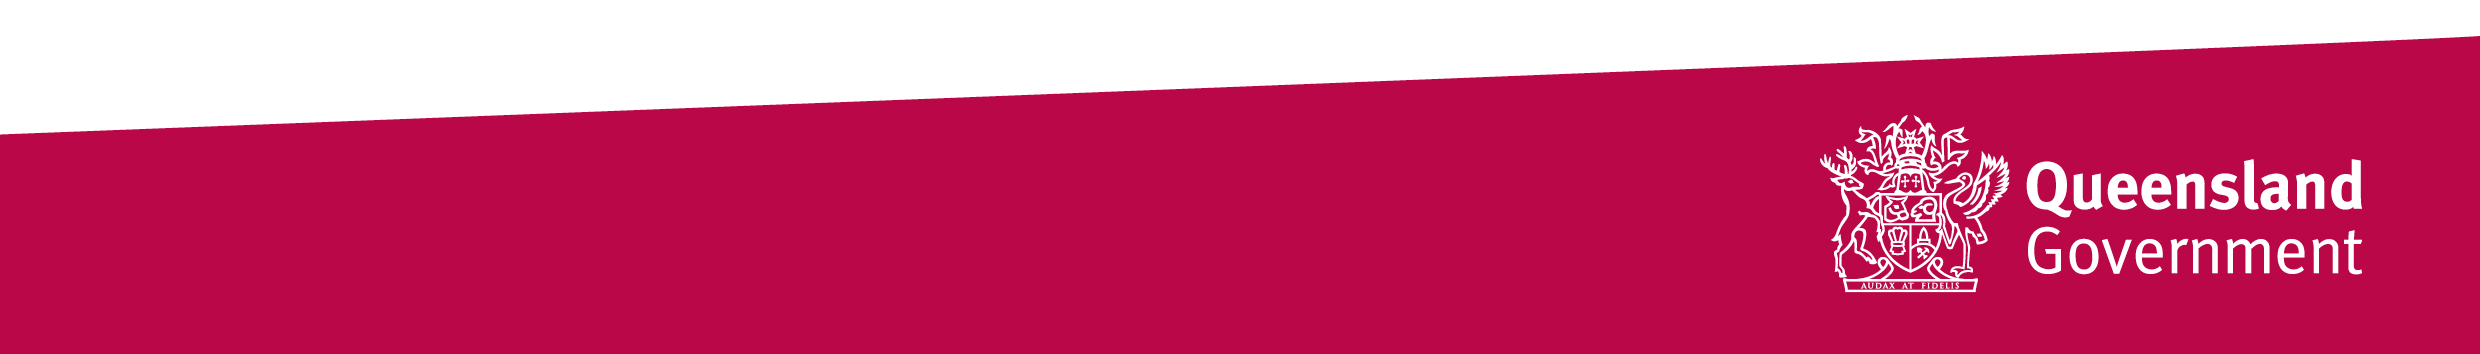 Queensland
Government
AUDAX AT FIDELIS